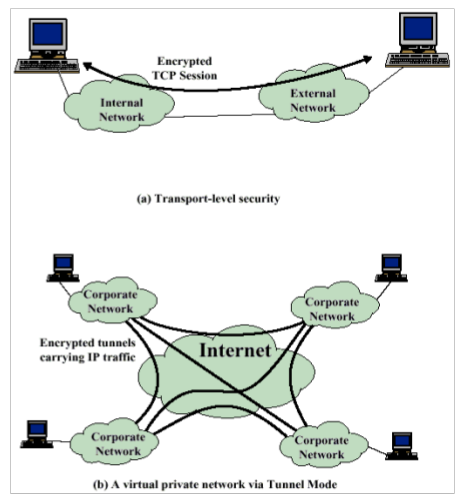 Encrypted
TCP Session
Internal
Network
External
Network
(a) Transport-level security
Corporate
Network
Corporate
Network
Encrypted tunnels
carrying IP traffic
Internet
Corporate
Network
Corporate
Network
(b) A virtual private network via Tunnel Mode